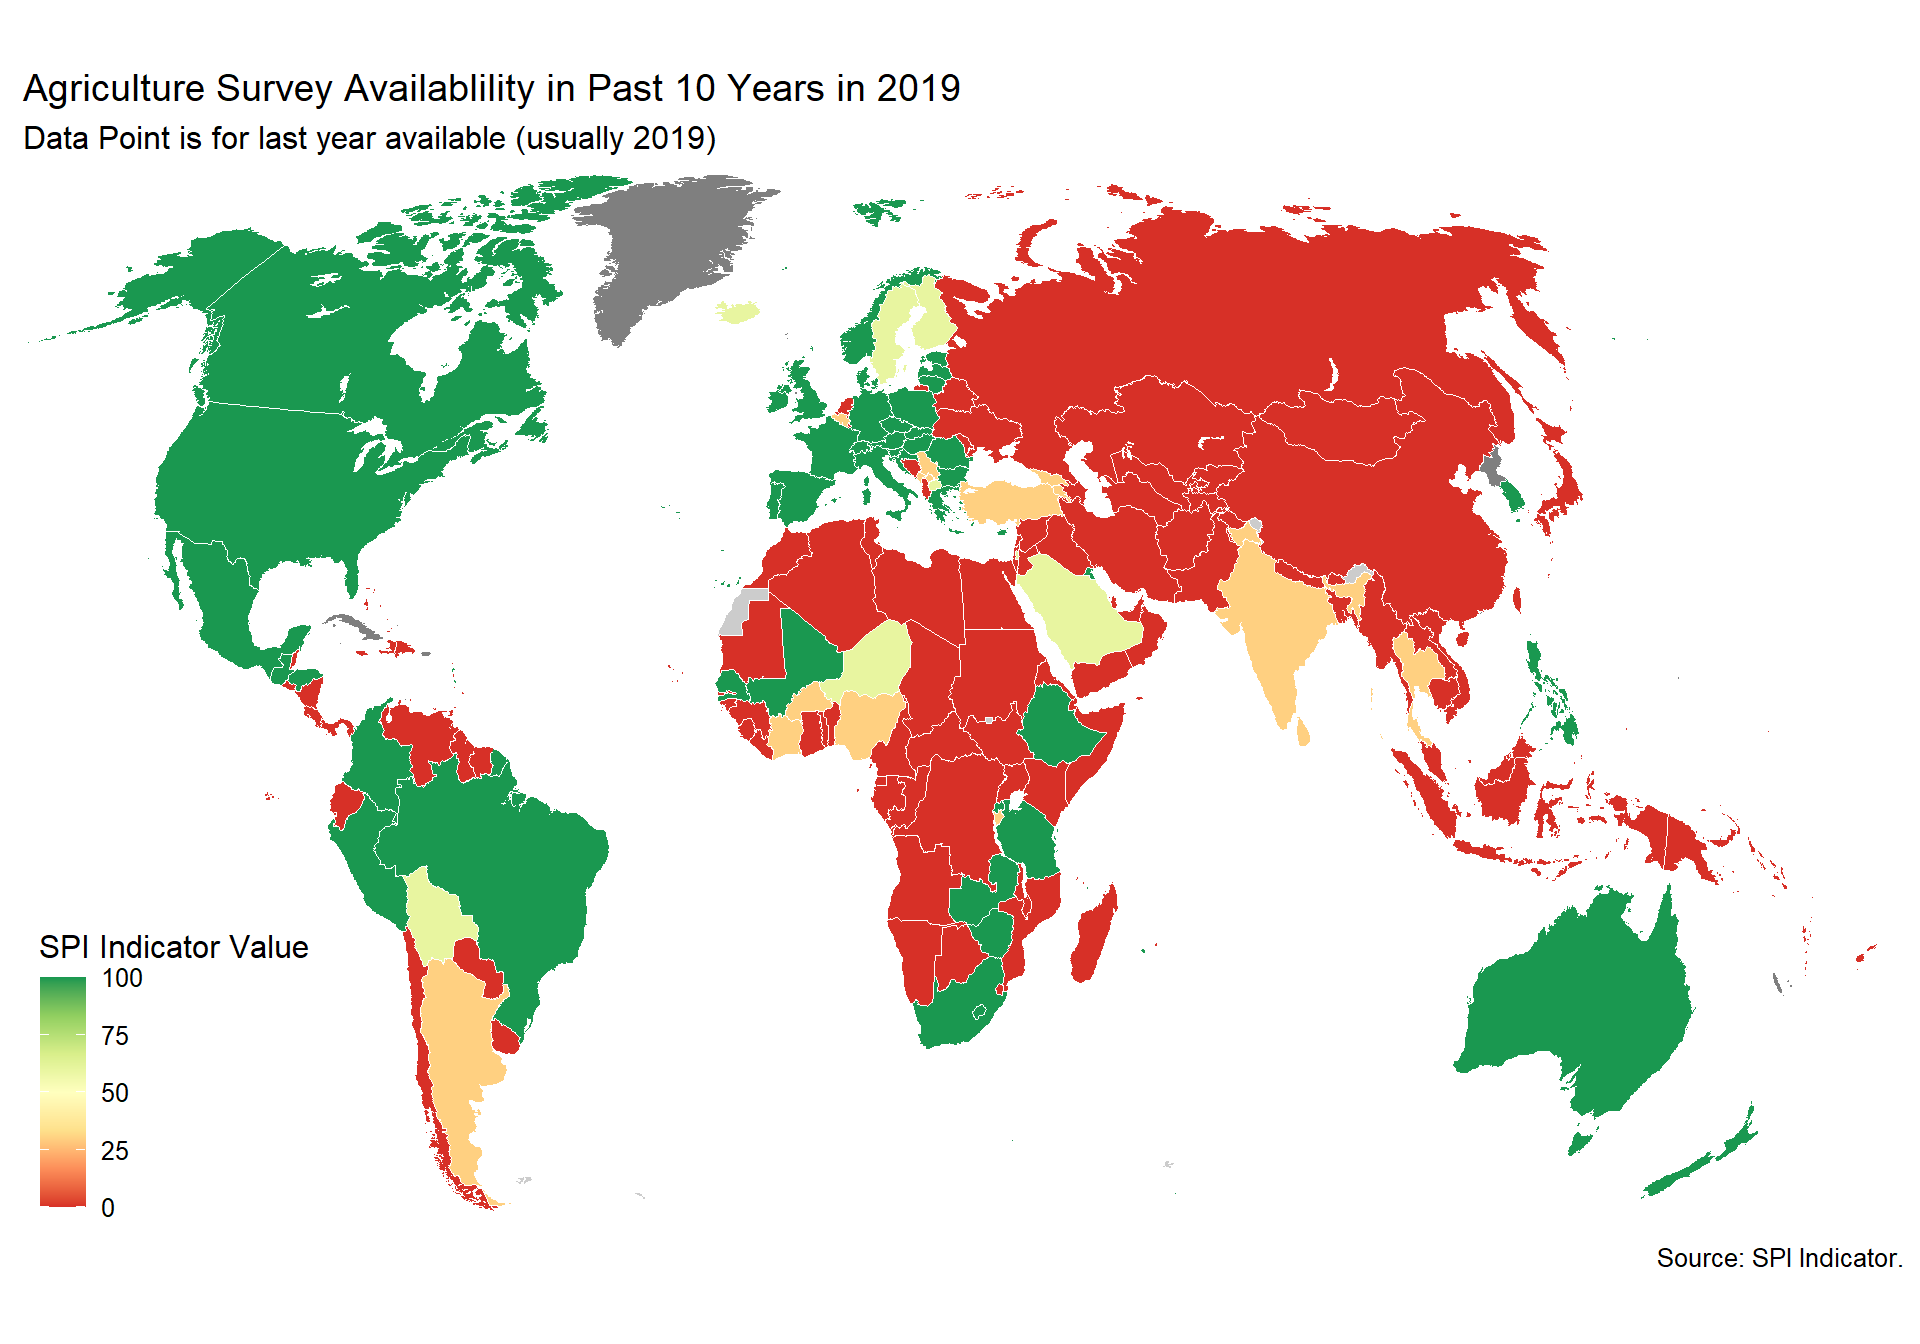 Agriculture Survey Availablility in Past 10 Years in 2019
Data Point is for last year available (usually 2019)
SPI Indicator Value
100
75
50
25
0
Source: SPI Indicator.